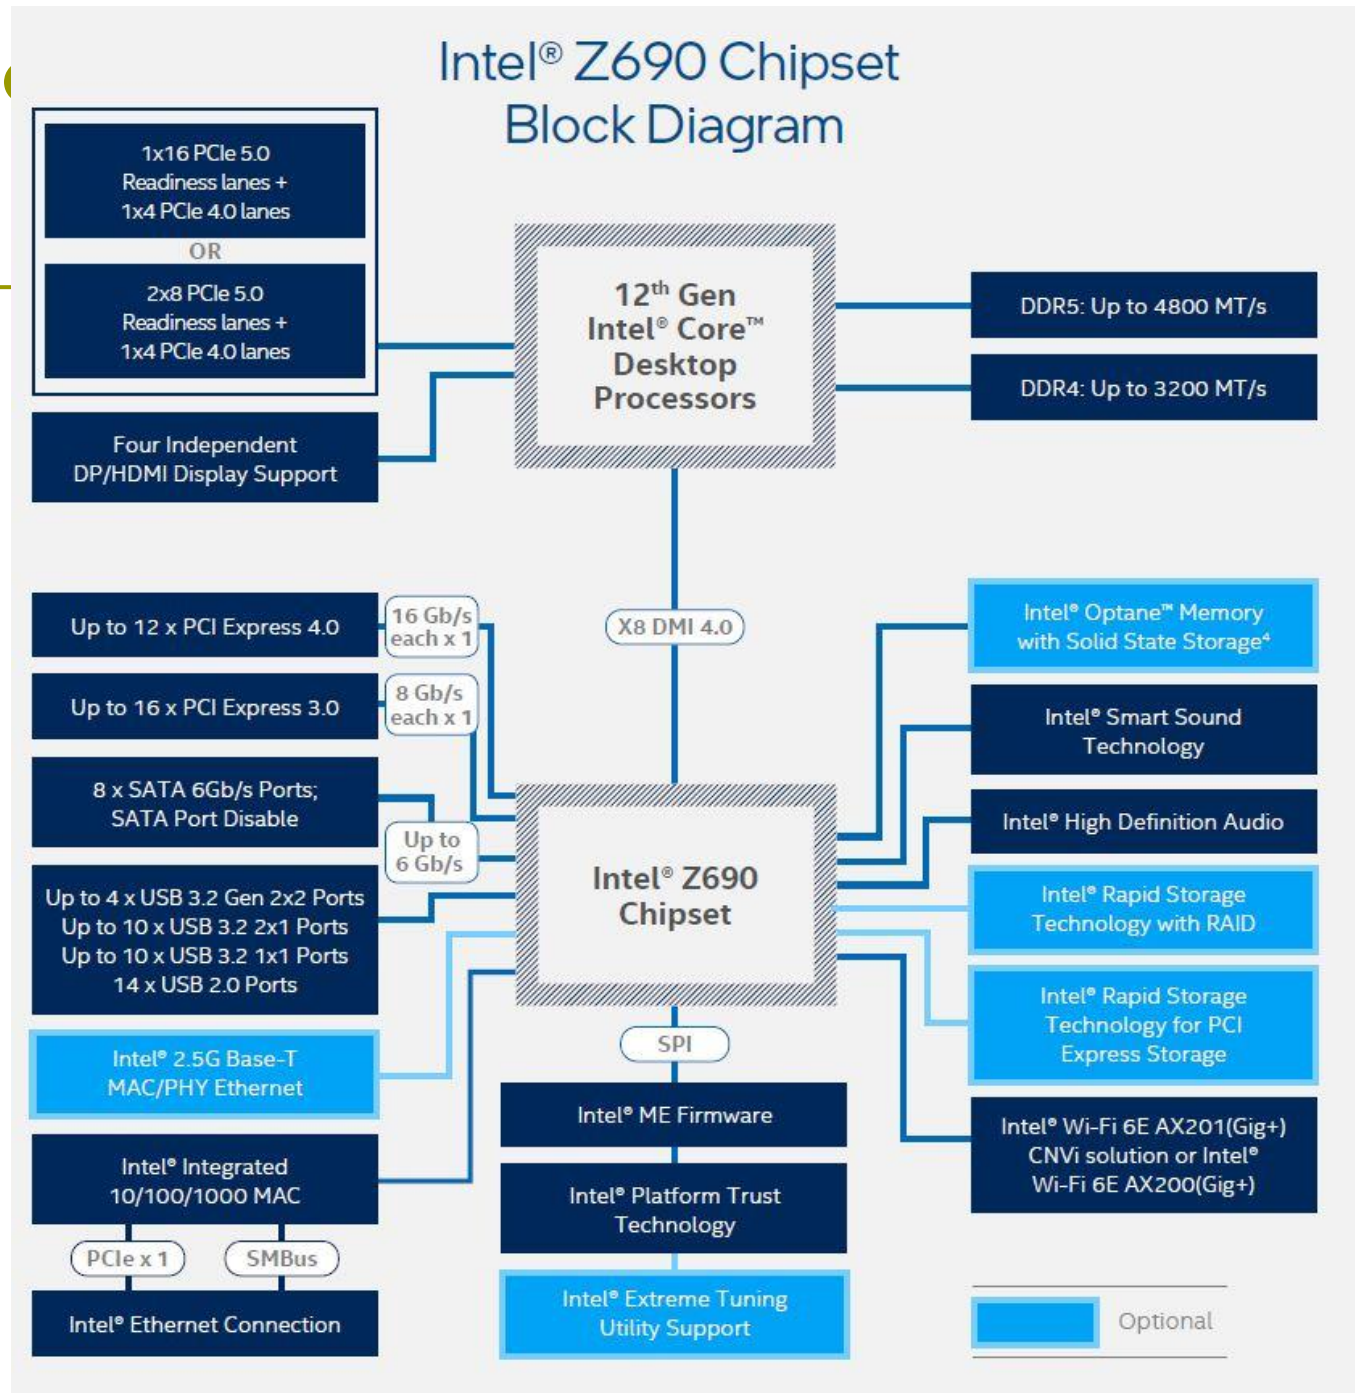 Intel® Z690 Chipset
Block Diagram
1x16 PCIe 5.0
Readiness lanes +
1x4 PCIe 4.0 lanes
OR
2x8 PCIe 5.0
Readiness lanes +
1x4 PCIe 4.0 lanes
Four Independent
DP/HDMI Display Support
12th Gen
Intel® Core™
Desktop
Processors
DDR5: Up to 4800 MT/s
DDR4: Up to 3200 MT/s
X8 DMI 4.0
Up to 12 x PCI Express 4.0
16 Gb/s
each x 1
Up to 16 x PCI Express 3.0
8 Gb/s
each x 1
8 x SATA 6Gb/s Ports;
SATA Port Disable
Up to
6 Gb/s
Up to 4 x USB 3.2 Gen 2x2 Ports
Up to 10 x USB 3.2 2x1 Ports
Up to 10 x USB 3.2 1x1 Ports
14 x USB 2.0 Ports
Intel® 2.5G Base-T
MAC/PHY Ethernet
Intel® Integrated
10/100/1000 MAC
PCIe x 1
SMBus
Intel® Ethernet Connection
Intel® Z690
Chipset
SPI
Intel® ME Firmware
Intel® Platform Trust
Technology
Intel® Extreme Tuning
Utility Support
Intel® Optane™ Memory
with Solid State Storage⁴
Intel® Smart Sound
Technology
Intel® High Definition Audio
Intel® Rapid Storage
Technology with RAID
Intel® Rapid Storage
Technology for PCI
Express Storage
Intel® Wi-Fi 6E AX201(Gig+)
CNVi solution or Intel®
Wi-Fi 6E AX200(Gig+)
Optional